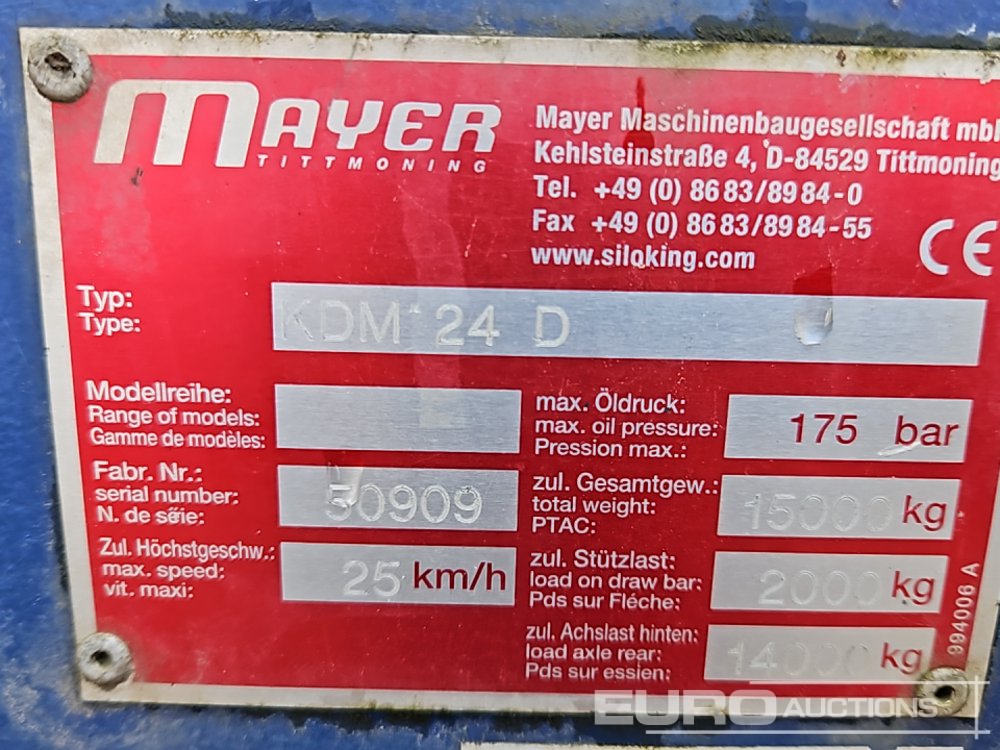 MAYER
TITTMONING
Mayer Maschinenbaugesellschaft mbH
Kehlsteinstraße 4, D-84529 Tittmoning
Tel. +49 (0) 86 83/89 84-0
Fax +49 (0) 86 83/89 84-55
www.siloking.com
CE
Typ:
Type:
KDM 24 D
Modellreihe:
Range of models:
Gamme de modèles:
Fabr. Nr.:
serial number:
N. de séie:
50909
Zul. Höchstgeschw.:
max. speed:
vit. maxi:
25 km/h
max. Öldruck:
max. oil pressure:
Pression max.:
175 bar
zul. Gesamtgew.:
total weight:
PTAC:
15000 kg
zul. Stützlast:
load on draw bar:
Pds sur Fléche:
2000 kg
zul. Achslast hinten:
load axle rear:
Pds sur essien:
14000 kg
994006 A
EURO AUCTIONS